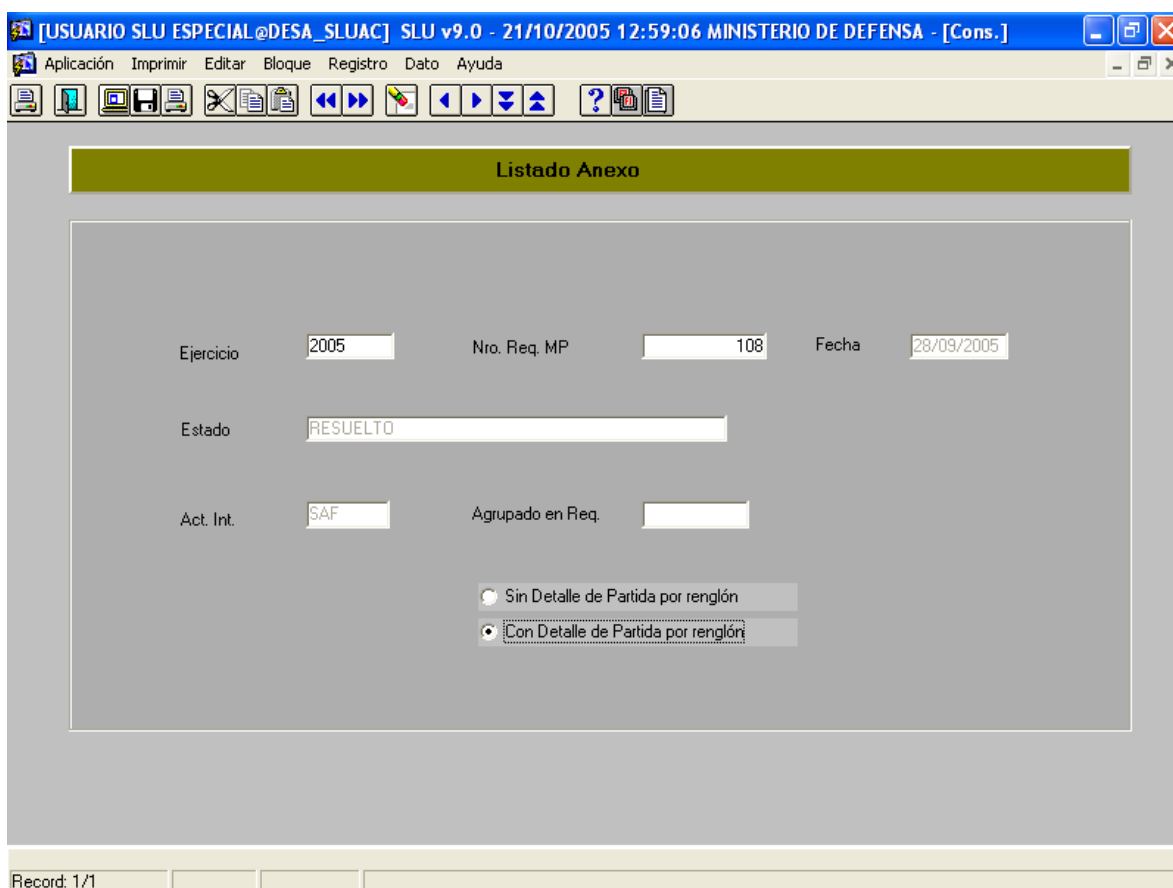 [USUARIO SLU ESPECIAL@DESA_SLUAC] SLU v9.0 - 21/10/2005 12:59:06 MINISTERIO DE DEFENSA - [Cons.]
Aplicación Imprimir Editar Bloque Registro Dato Ayuda
Listado Anexo
Ejercicio 2005 Nro. Req. MP 108 Fecha 28/09/2005
Estado RESUELTO
Act. Int. SAF Agrupado en Req.
Sin Detalle de Partida por renglón
Con Detalle de Partida por renglón
Record: 1/1